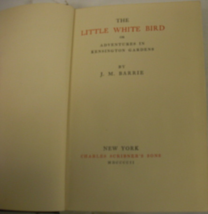 THE
LITTLE WHITE BIRD
OR
ADVENTURES IN
KENSINGTON GARDENS
BY
J. M. BARRIE
NEW YORK
CHARLES SCRIBNER'S SONS